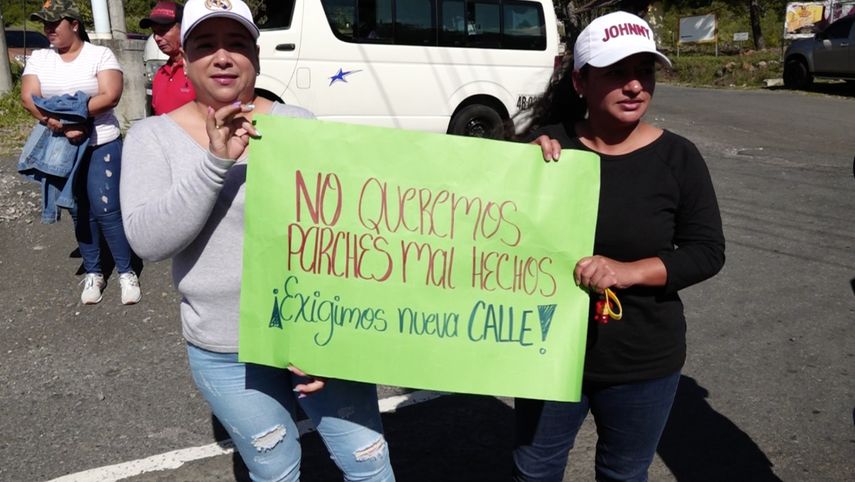 JOHNNY
NO QUEREMOS
PARCHES MAL HECHOS
¡EXIGIMOS NUEVA CALLE!